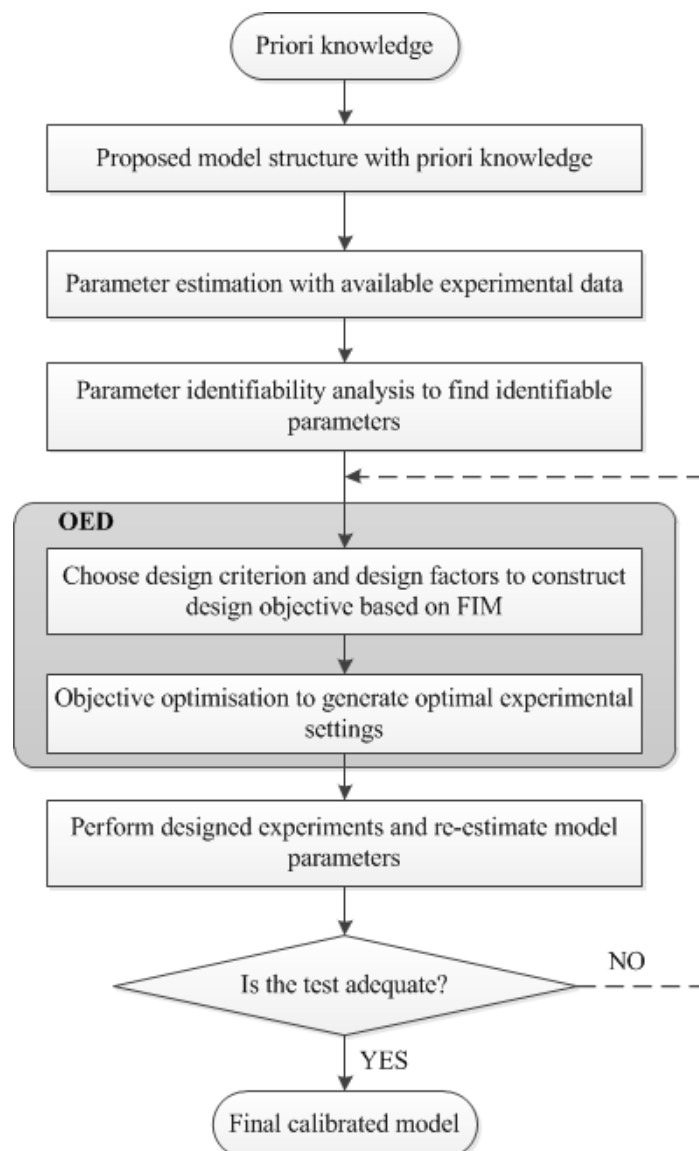 Priori knowledge
Proposed model structure with priori knowledge
Parameter estimation with available experimental data
Parameter identifiability analysis to find identifiable
parameters
OED
Choose design criterion and design factors to construct
design objective based on FIM
Objective optimisation to generate optimal experimental
settings
Perform designed experiments and re-estimate model
parameters
Is the test adequate?
NO
YES
Final calibrated model